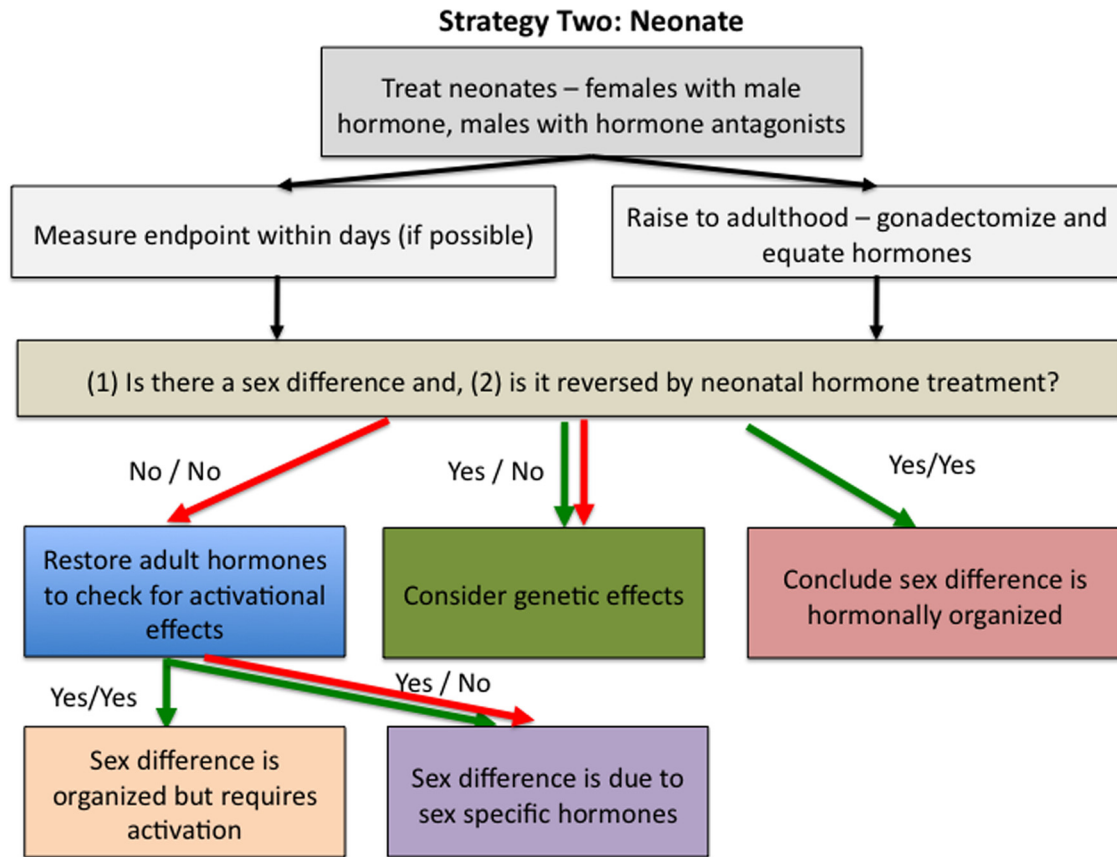 Strategy Two: Neonate
Treat neonates – females with male
hormone, males with hormone antagonists
Measure endpoint within days (if possible)
Raise to adulthood – gonadectomize and
equate hormones
(1) Is there a sex difference and, (2) is it reversed by neonatal hormone treatment?
No / No
Yes / No
Yes/Yes
Restore adult hormones
to check for activational
effects
Consider genetic effects
Conclude sex difference is
hormonally organized
Yes/Yes
Yes / No
Sex difference is
organized but requires
activation
Sex difference is due to
sex specific hormones